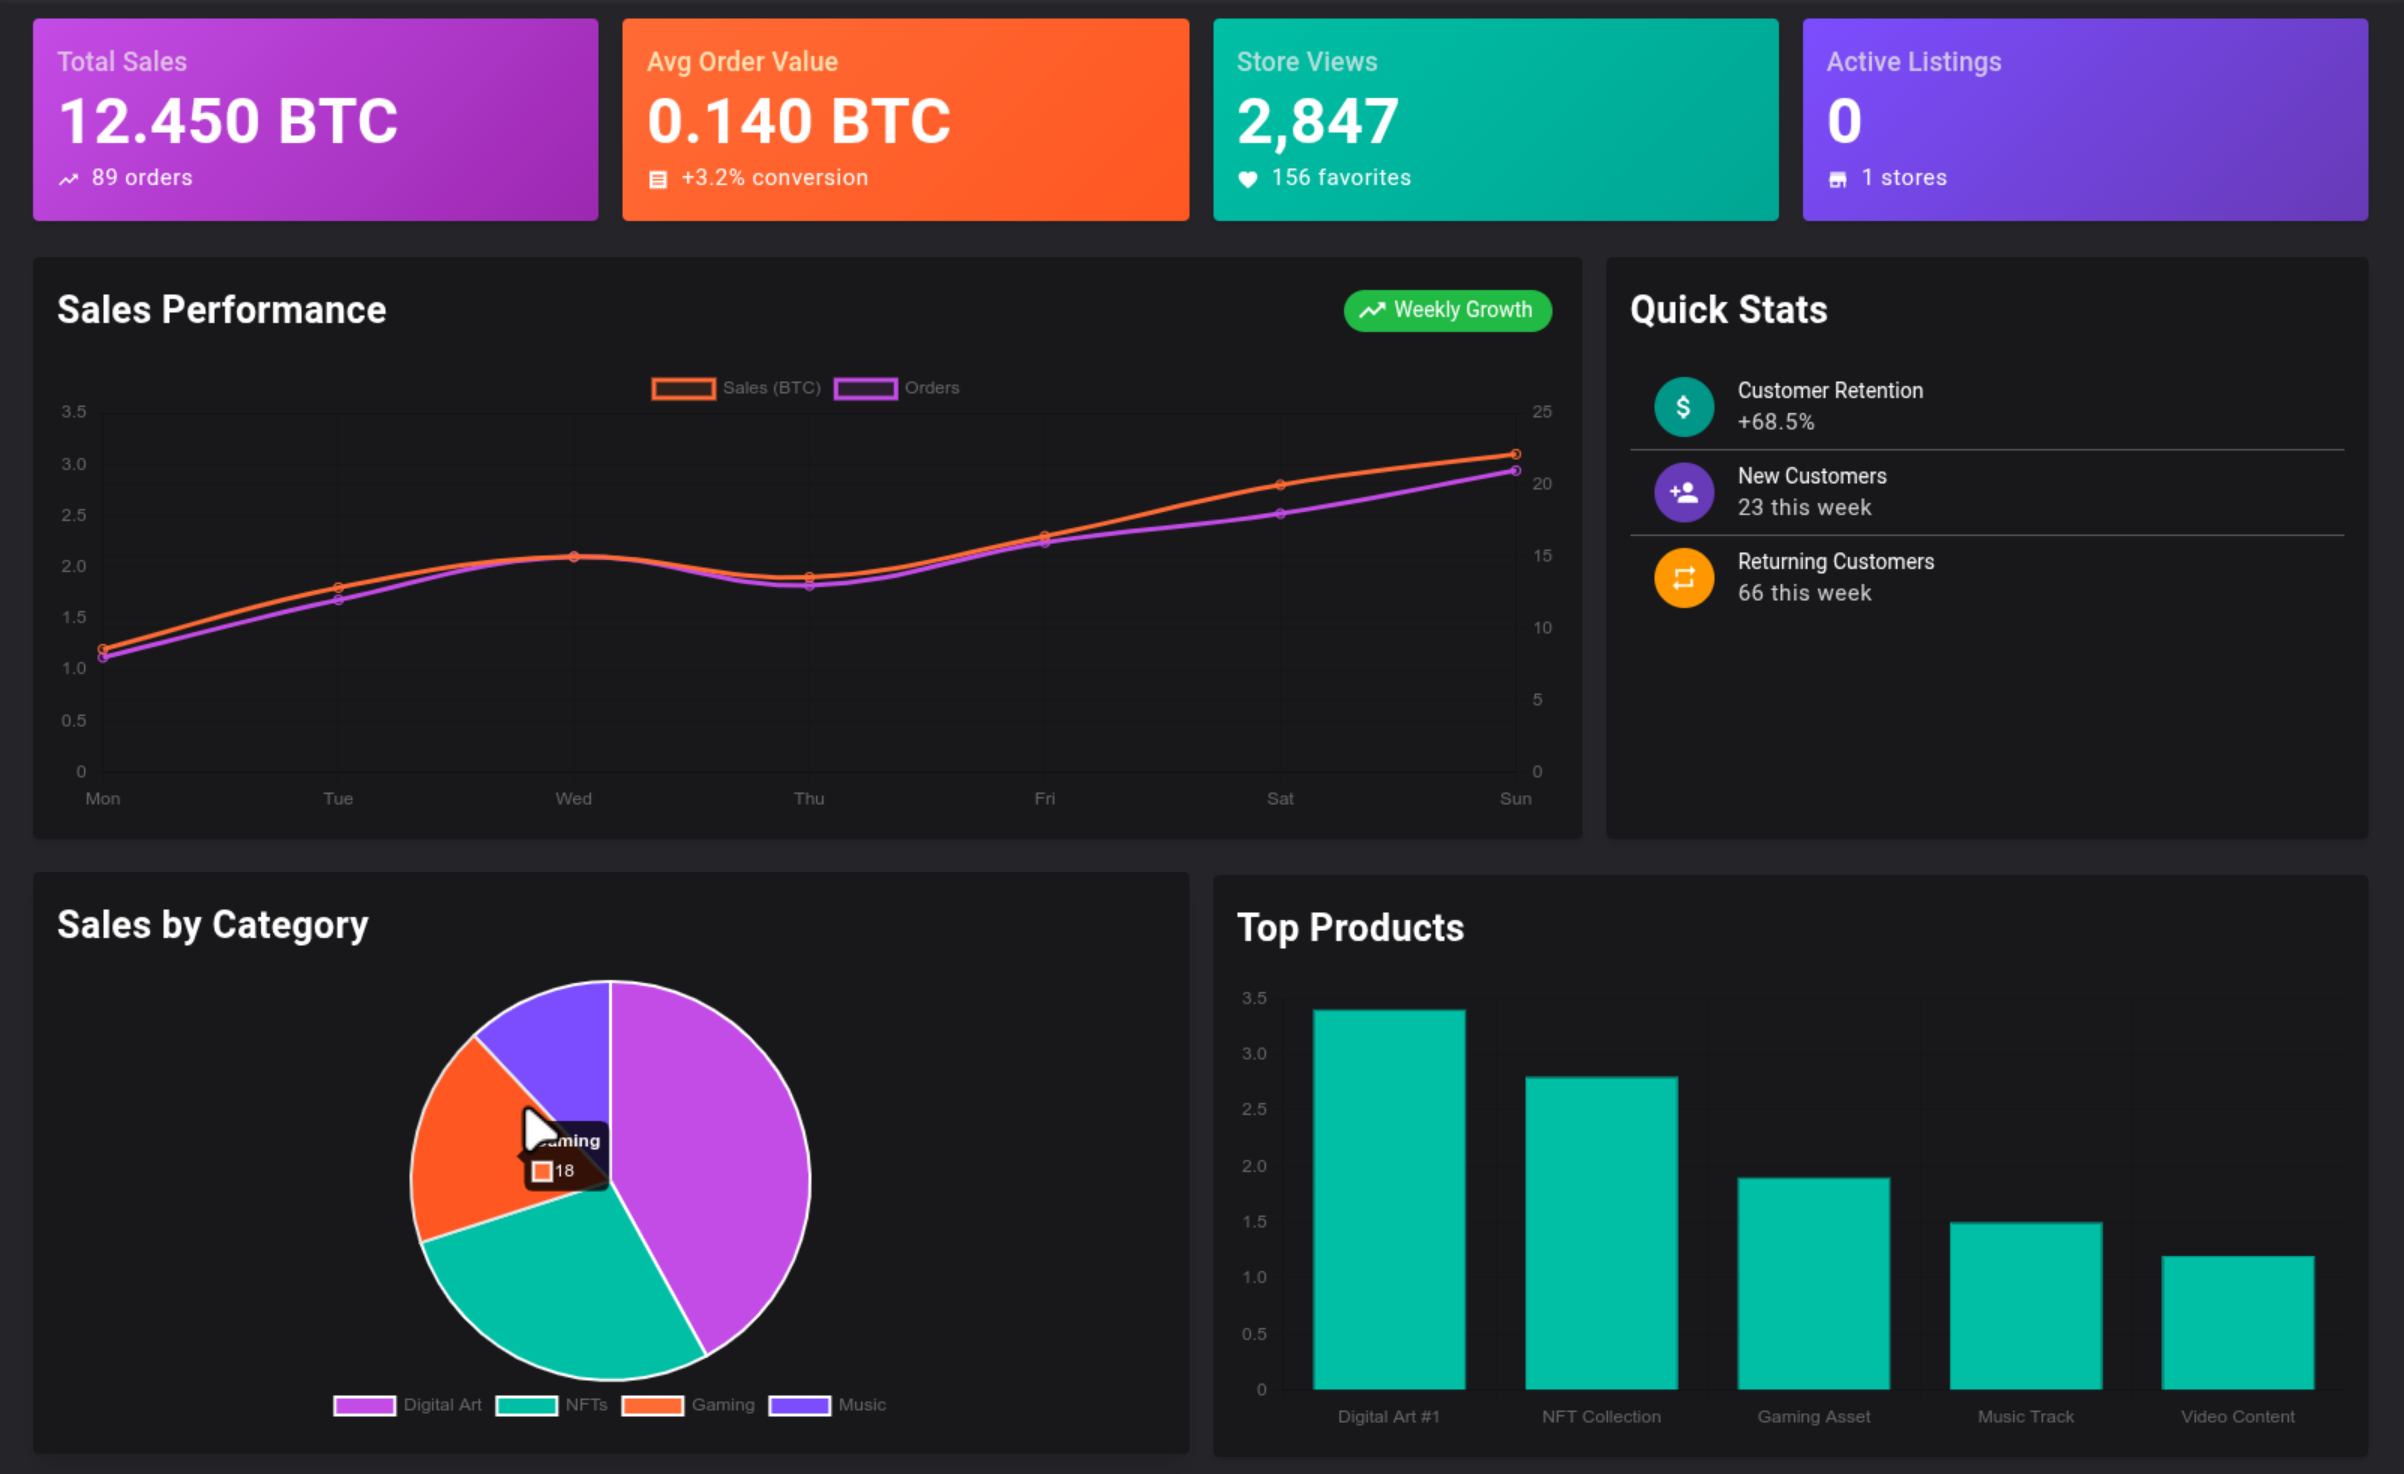 Total Sales
12.450 BTC
89 orders
Avg Order Value
0.140 BTC
+3.2% conversion
Store Views
2,847
156 favorites
Active Listings
0
1 stores
Sales Performance
Weekly Growth
Sales (BTC) Orders
3.5
3.0
2.5
2.0
1.5
1.0
0.5
0
25
20
15
10
5
0
Mon Tue Wed Thu Fri Sat Sun
Quick Stats
Customer Retention
+68.5%
New Customers
23 this week
Returning Customers
66 this week
Sales by Category
18
Digital Art NFTs Gaming Music
Top Products
3.5
3.0
2.5
2.0
1.5
1.0
0.5
0
Digital Art #1 NFT Collection Gaming Asset Music Track Video Content